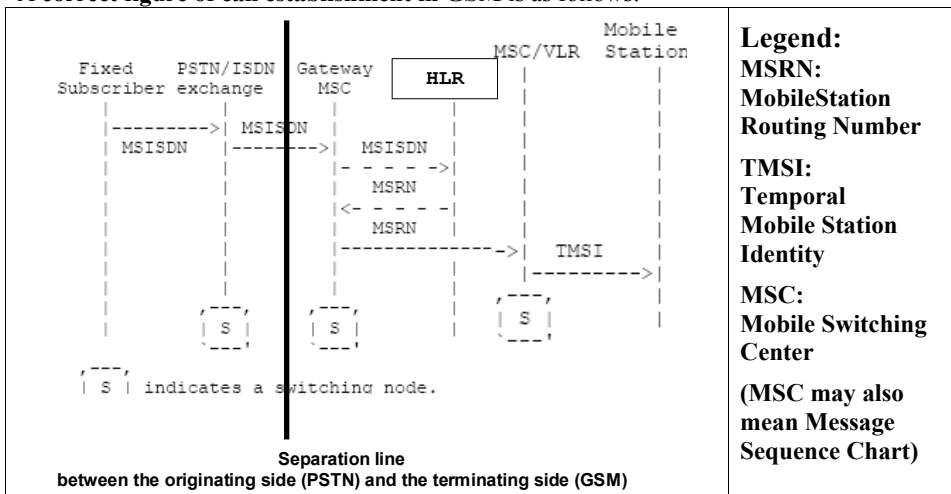 A correct figure of call establishment in GSM is as follows:
Mobile
MSC/VLR Station
Fixed PSTN/ISDN Gateway HLR
Subscriber exchange MSC
MSISDN
MSISDN MSISDN
MSRN
MSRN
TMSI
S S S
S indicates a switching node.
Separation line
between the originating side (PSTN) and the terminating side (GSM)
Legend:
MSRN:
MobileStation
Routing Number
TMSI:
Temporal
Mobile Station
Identity
MSC:
Mobile Switching
Center
(MSC may also
mean Message
Sequence Chart)